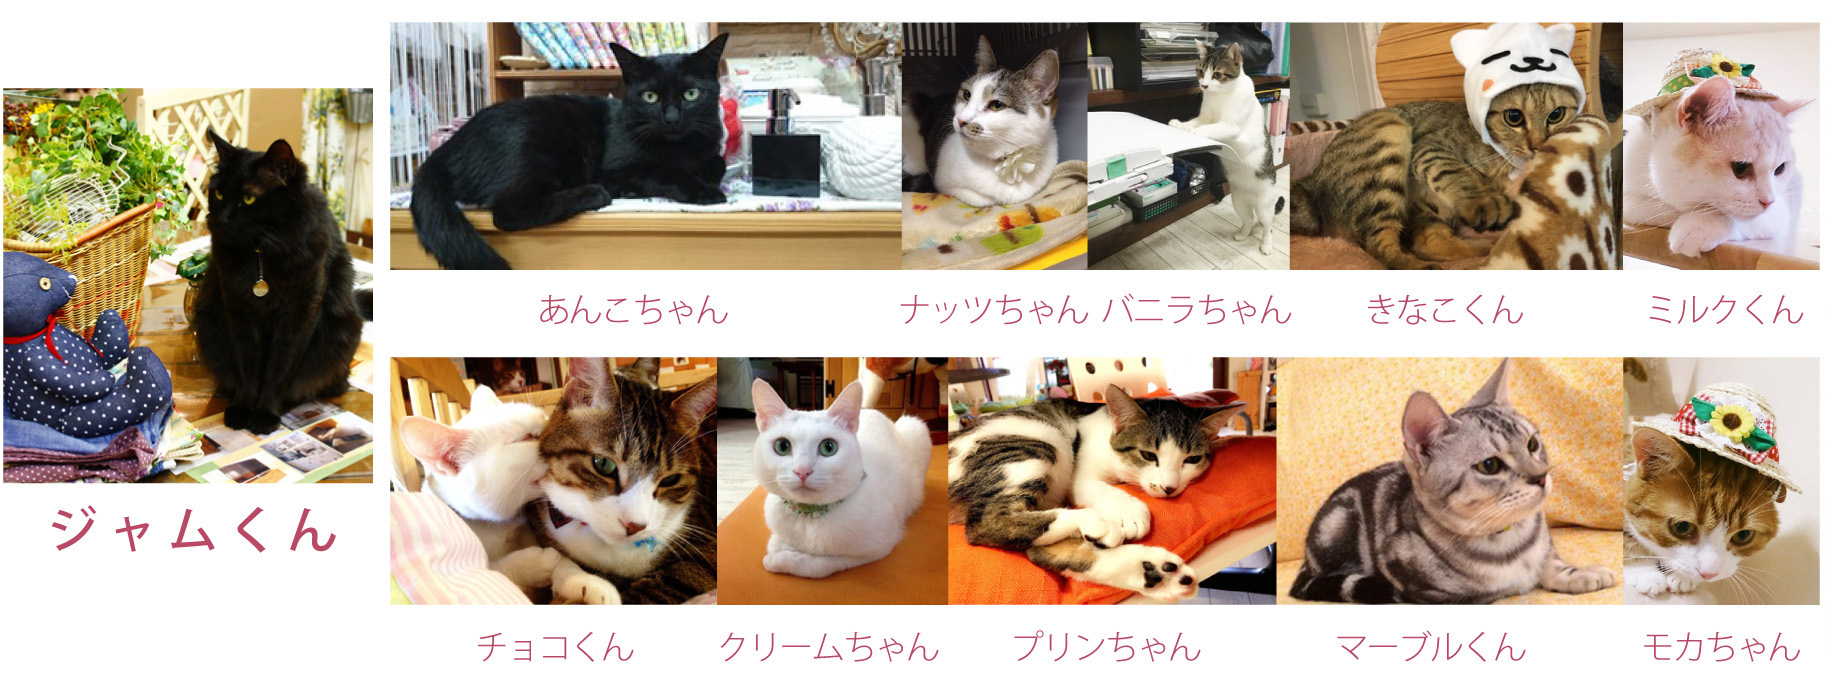 ジャムくん
あんこちゃん
ナッツちゃん
バニラちゃん
きなこくん
ミルクくん
チョコくん
クリームちゃん
プリンちゃん
マーブルくん
モカちゃん